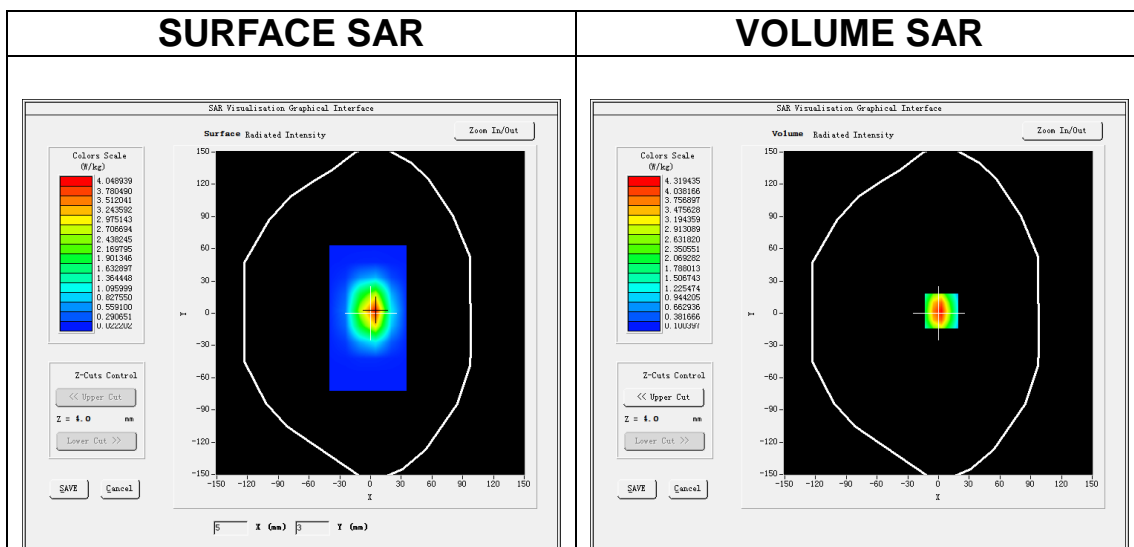 SURFACE SAR
VOLUME SAR
SAR Visualisation Graphical Interface
Surface Radiated Intensity
Zoom In/Out
Colors Scale
(W/kg)
4.048939
3.780490
3.512041
3.243592
2.975143
2.706694
2.438245
2.169795
1.901346
1.632897
1.364448
1.095999
0.827550
0.559100
0.290651
0.022202
150
120
90
60
30
0
-30
-60
-90
-120
-150
Y
-150 -120 -90 -60 -30 0 30 60 90 120 150
X
Z-Cuts Control
<< Upper Cut
Z = 4.0 mm
Lower Cut >>
SAVE
Cancel
5 X (mm) 3 Y (mm)
SAR Visualisation Graphical Interface
Volume Radiated Intensity
Zoom In/Out
Colors Scale
(W/kg)
4.319435
4.038166
3.756897
3.475628
3.194359
2.913089
2.631820
2.350551
2.069282
1.788013
1.506743
1.225474
0.944205
0.662936
0.381666
0.100397
150
120
90
60
30
0
-30
-60
-90
-120
-150
Y
-150 -120 -90 -60 -30 0 30 60 90 120 150
X
Z-Cuts Control
<< Upper Cut
Z = 4.0 mm
Lower Cut >>
SAVE
Cancel